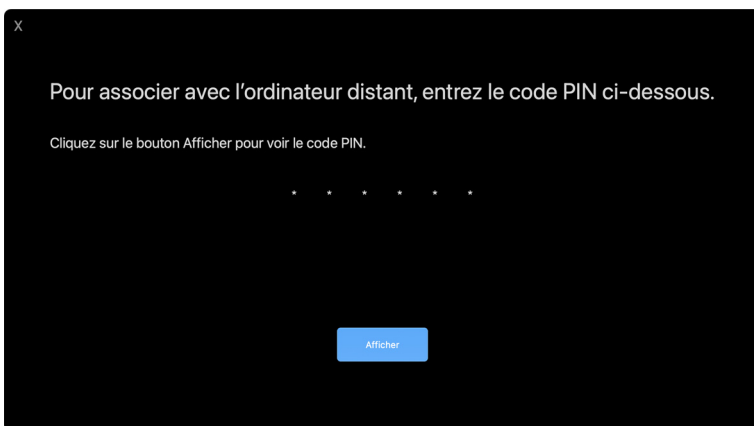 X
Pour associer avec l’ordinateur distant, entrez le code PIN ci-dessous.
Cliquez sur le bouton Afficher pour voir le code PIN.
* * * * * *
Afficher